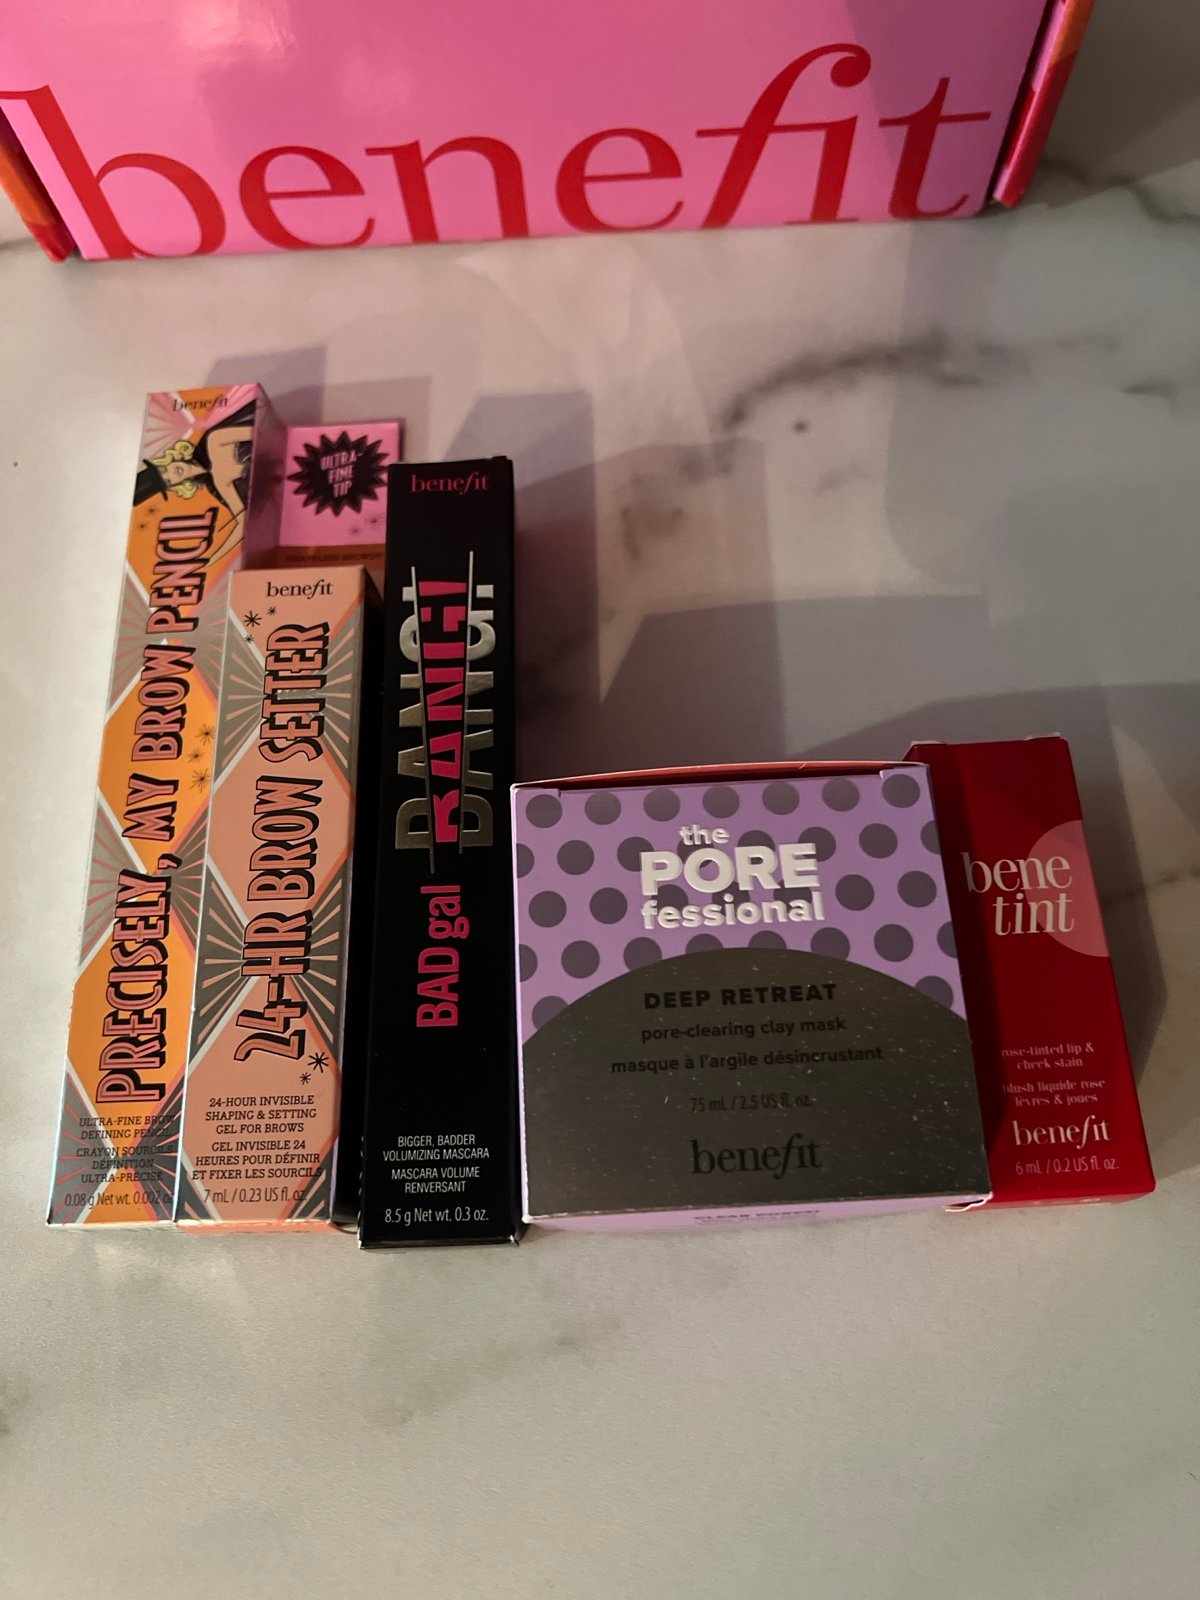 benefit
benefit
PRECISELY, MY BROW PENCIL
ULTRA-FINE BROW
DEFINING PENCIL
CRAYON SOURCILS
DÉFINITION
ULTRA-PRÉCISE
0.08 g Net wt. 0.002 oz.
ULTRA-
FINE
TIP
benefit
24-HR BROW SETTER
24-HOUR INVISIBLE
SHAPING & SETTING
GEL FOR BROWS
GEL INVISIBLE 24
HEURES POUR DÉFINIR
ET FIXER LES SOURCILS
7 mL / 0.23 US fl. oz.
benefit
BAD gal BANG!
BIGGER, BADDER
VOLUMIZING MASCARA
MASCARA VOLUME
RENVERSANT
8.5 g Net wt. 0.3 oz.
the
PORE
fessional
DEEP RETREAT
pore-clearing clay mask
masque à l'argile désincrustant
75 mL / 2.5 US fl. oz.
benefit
bene
tint
rose-tinted lip &
cheek stain
blush liquide rose
lèvres & joues
benefit
6 mL / 0.2 US fl. oz.